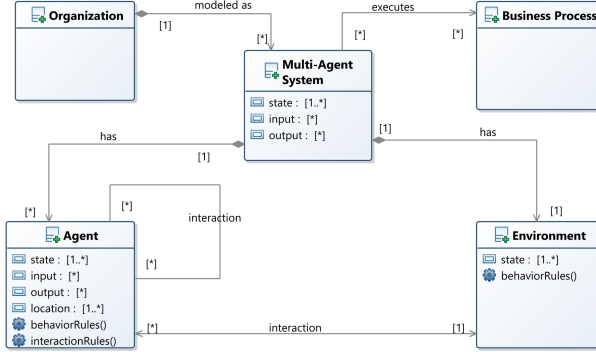 Organization
modeled as
[1]
[*]
executes
[*]
[*]
Business Process
Multi-Agent
System
state : [1..*]
input : [*]
output : [*]
has
[1]
[*]
[1]
has
[1]
Agent
state : [1..*]
input : [*]
output : [*]
location : [1..*]
behaviorRules()
interactionRules()
[*]
interaction
[*]
Environment
state : [1..*]
behaviorRules()
[*]
interaction
[1]